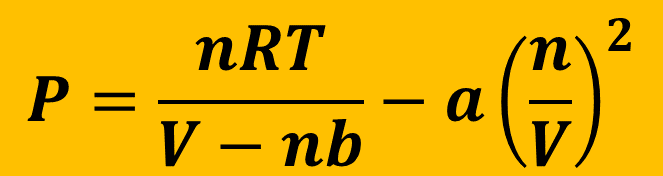 P = nRT / (V − nb) − a (n/V)²